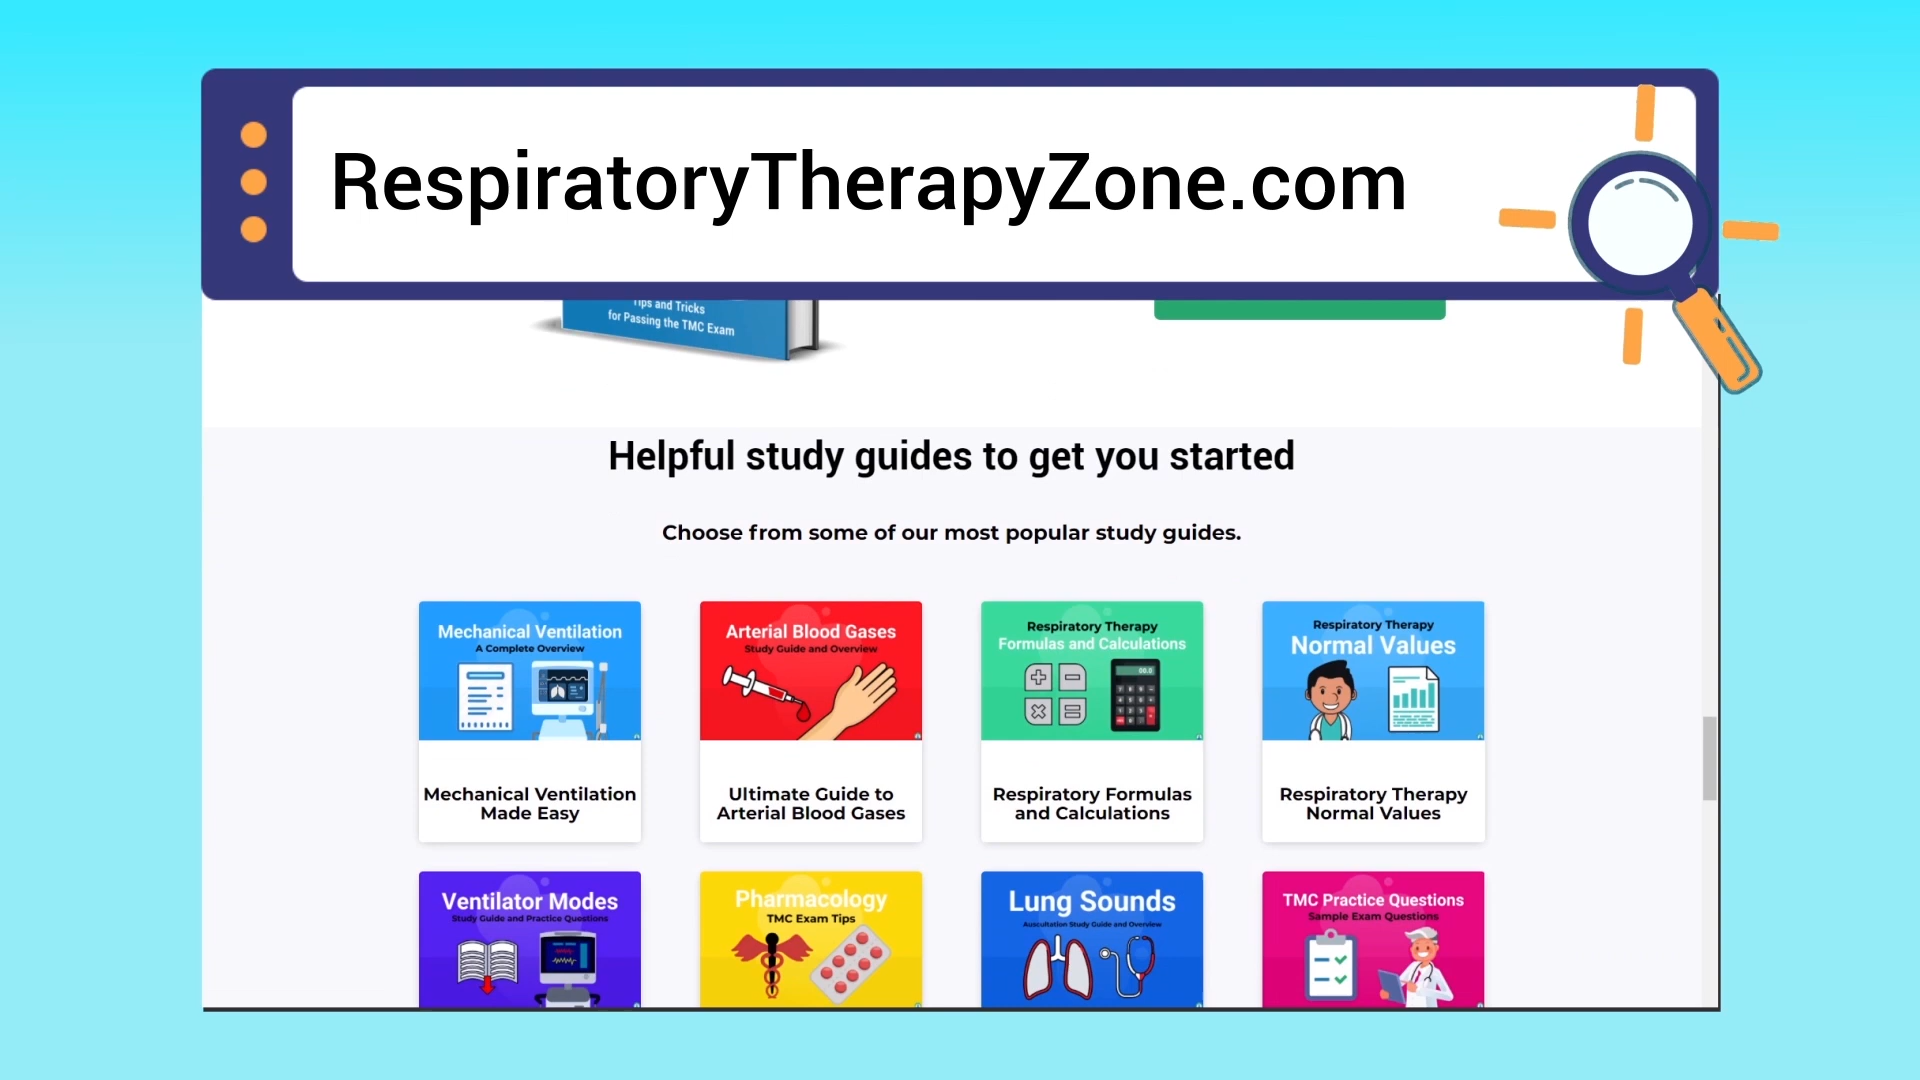 RespiratoryTherapyZone.com
Tips and Tricks
for Passing the TMC Exam
Helpful study guides to get you started
Choose from some of our most popular study guides.
Mechanical Ventilation
A Complete Overview
Mechanical Ventilation
Made Easy
Arterial Blood Gases
Study Guide and Overview
Ultimate Guide to
Arterial Blood Gases
Respiratory Therapy
Formulas and Calculations
00.0
Respiratory Formulas
and Calculations
Respiratory Therapy
Normal Values
Respiratory Therapy
Normal Values
Ventilator Modes
Study Guide and Practice Questions
Pharmacology
TMC Exam Tips
Lung Sounds
Auscultation Study Guide and Overview
TMC Practice Questions
Sample Exam Questions